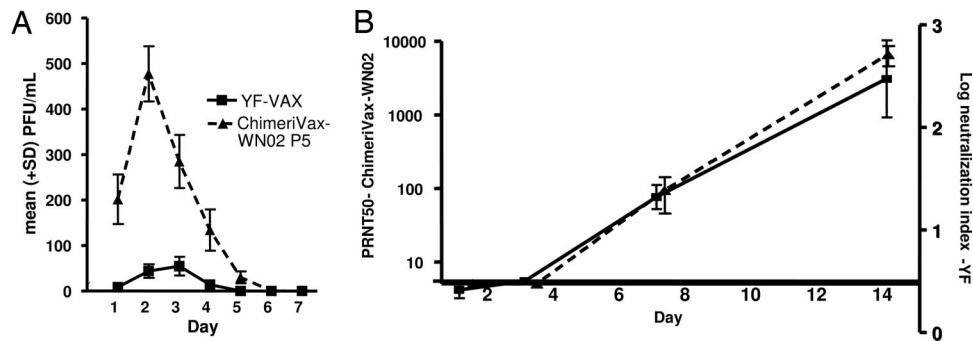 A
600
500
400
300
200
100
0
mean (+SD) PFU/mL
1 2 3 4 5 6 7
Day
YF-VAX
ChimeriVax-
WN02 P5
B
10000
1000
100
10
PRNT50- ChimeriVax-WN02
2 4 6 8 10 12 14
Day
3
2
1
0
Log neutralization index -YF